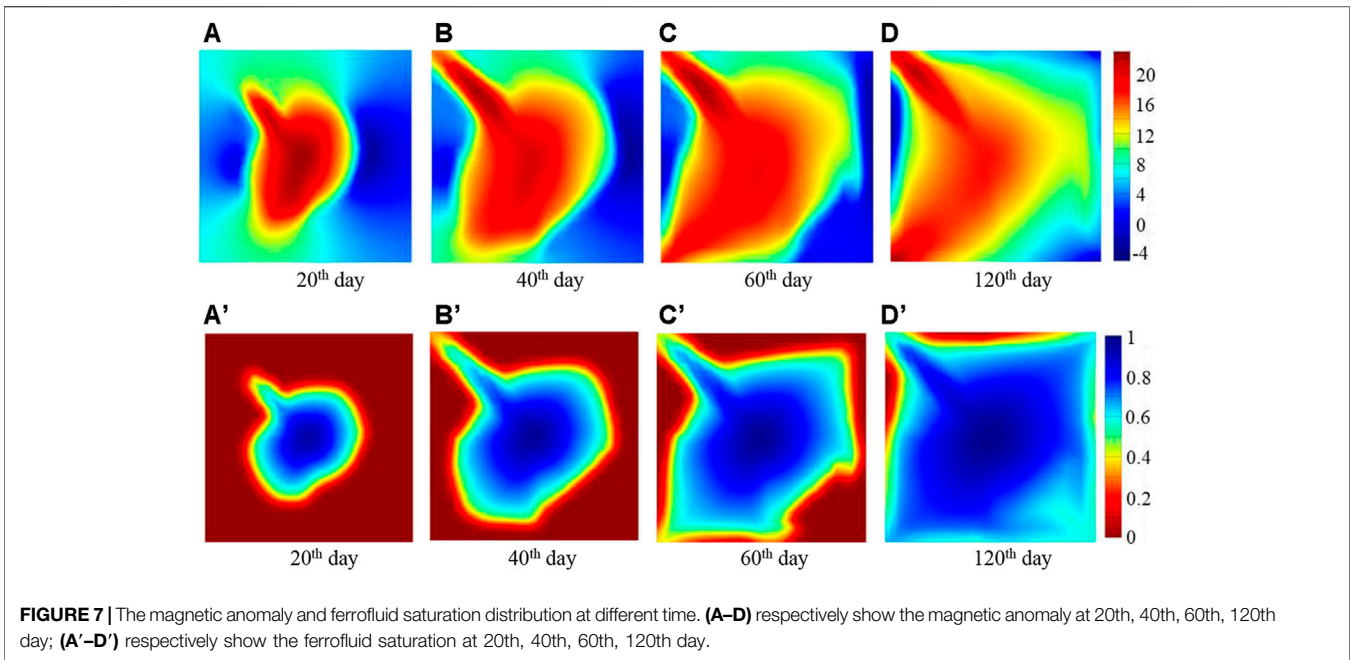 A B C D
20
16
12
8
4
0
-4
20th day 40th day 60th day 120th day
A' B' C' D'
1
0.8
0.6
0.4
0.2
0
20th day 40th day 60th day 120th day
FIGURE 7 | The magnetic anomaly and ferrofluid saturation distribution at different time. (A–D) respectively show the magnetic anomaly at 20th, 40th, 60th, 120th
day; (A′–D′) respectively show the ferrofluid saturation at 20th, 40th, 60th, 120th day.